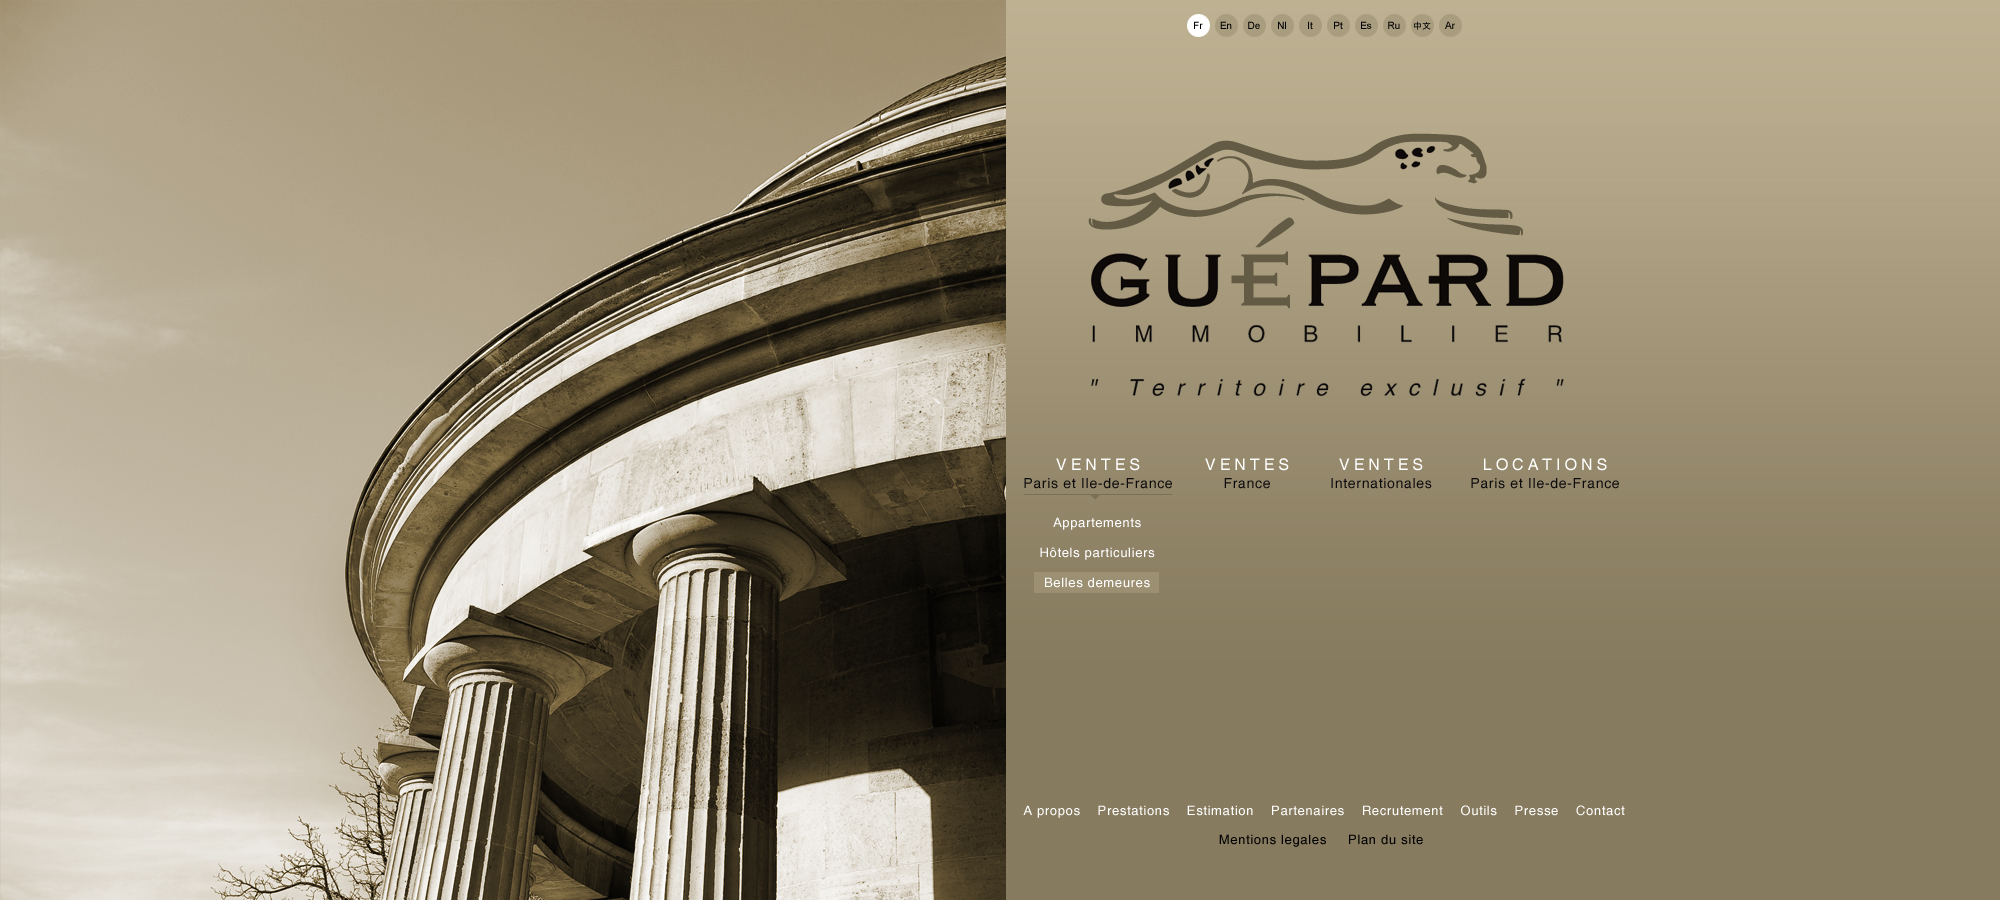 Fr En De Nl It Pt Es Ru 中文 Ar
GUÉPARD
IMMOBILIER
" Territoire exclusif "
VENTES
Paris et Ile-de-France
VENTES
France
VENTES
Internationales
LOCATIONS
Paris et Ile-de-France
Appartements
Hôtels particuliers
Belles demeures
A propos Prestations Estimation Partenaires Recrutement Outils Presse Contact
Mentions legales Plan du site